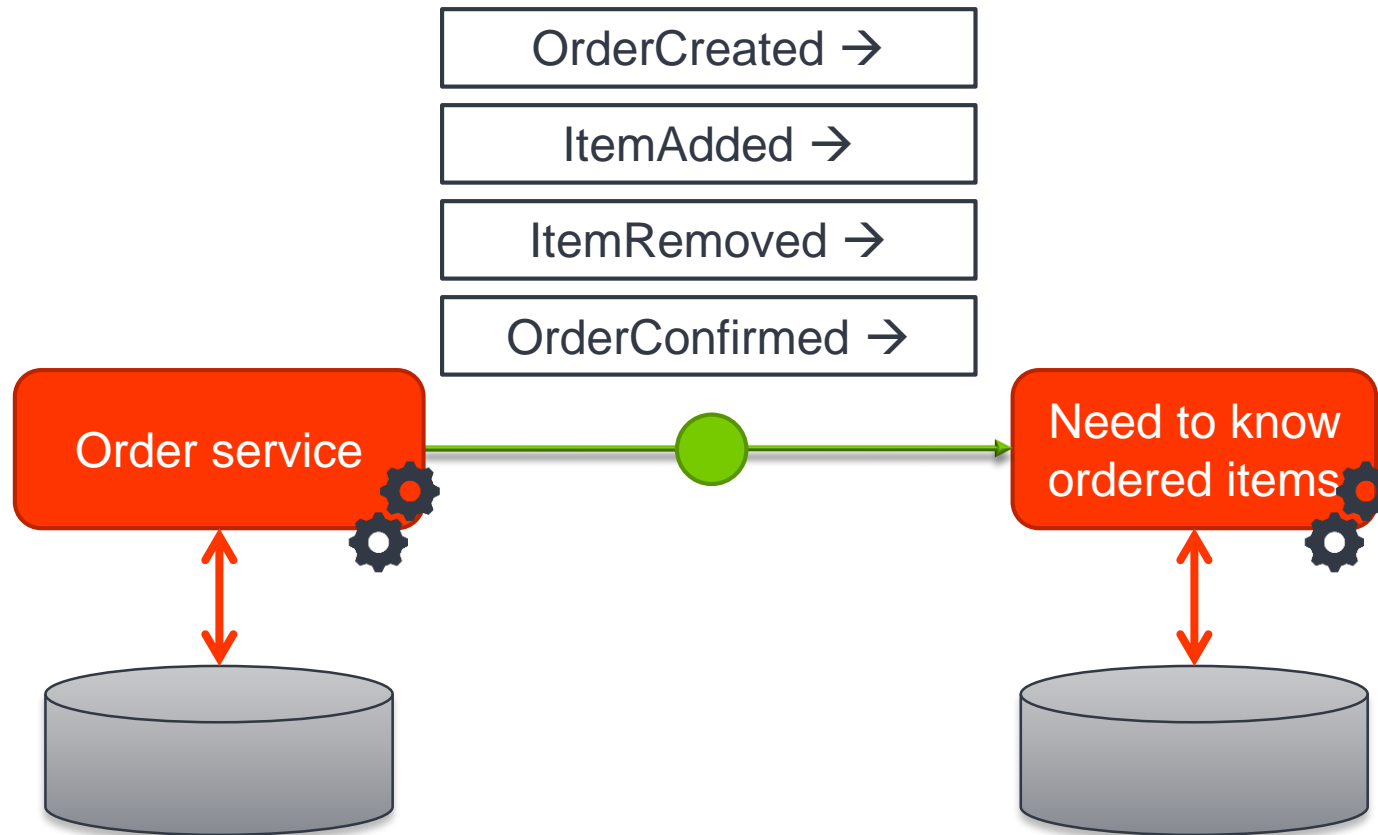 OrderCreated →
ItemAdded →
ItemRemoved →
OrderConfirmed →
Order service
Need to know
ordered items